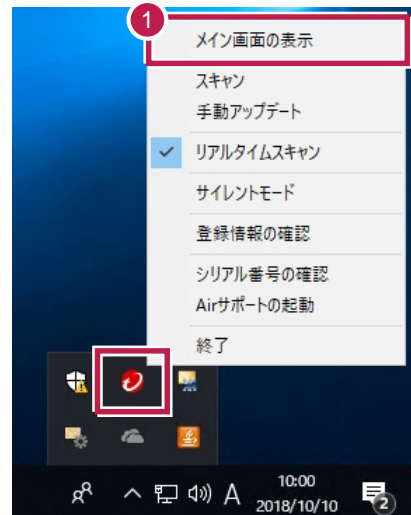 1
メイン画面の表示
スキャン
手動アップデート
リアルタイムスキャン
サイレントモード
登録情報の確認
シリアル番号の確認
Airサポートの起動
終了
A
10:00
2018/10/10
2